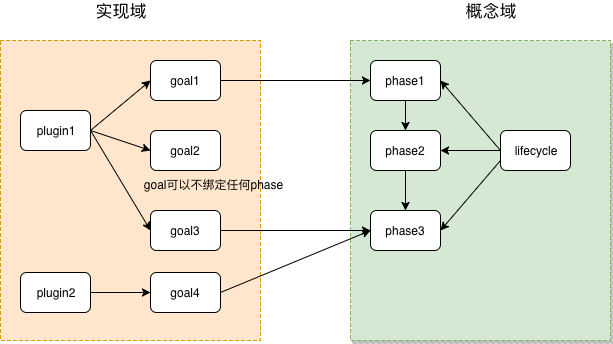 实现域
概念域
goal1
phase1
plugin1
goal2
phase2
lifecycle
goal可以不绑定任何phase
goal3
phase3
plugin2
goal4